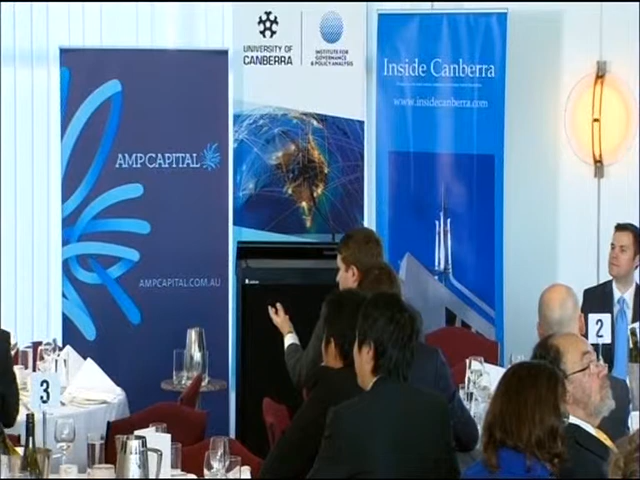 UNIVERSITY OF
CANBERRA
INSTITUTE FOR
GOVERNANCE
& POLICY ANALYSIS
Inside Canberra
www.insidecanberra.com
AMP CAPITAL
AMPCAPITAL.COM.AU
2
3